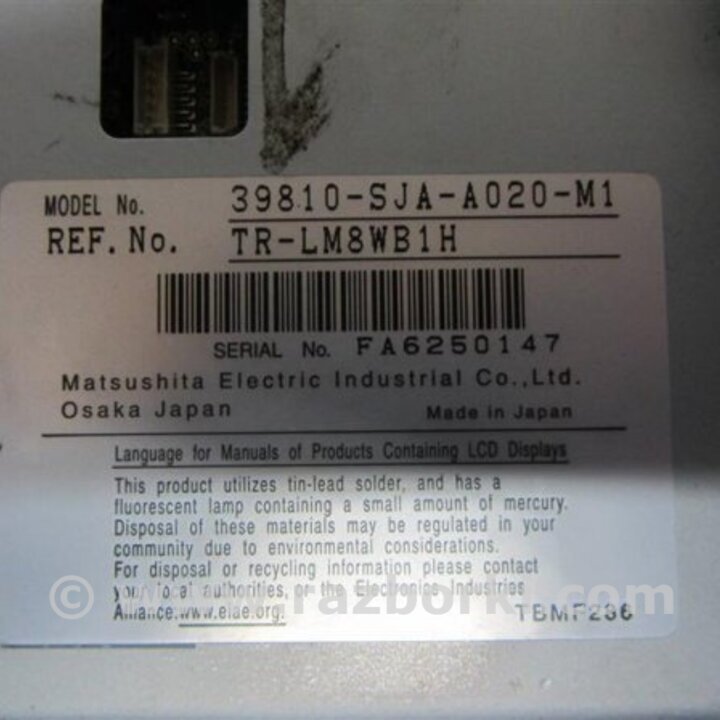 MODEL No. 39810-SJA-A020-M1
REF. No. TR-LM8WB1H
SERIAL No. FA6250147
Matsushita Electric Industrial Co.,Ltd.
Osaka Japan Made in Japan
Language for Manuals of Products Containing LCD Displays
This product utilizes tin-lead solder, and has a
fluorescent lamp containing a small amount of mercury.
Disposal of these materials may be regulated in your
community due to environmental considerations.
For disposal or recycling information please contact
your local authorities, or the Electronics Industries
Alliance: www.eiae.org.
© razborka.com
TBMF236